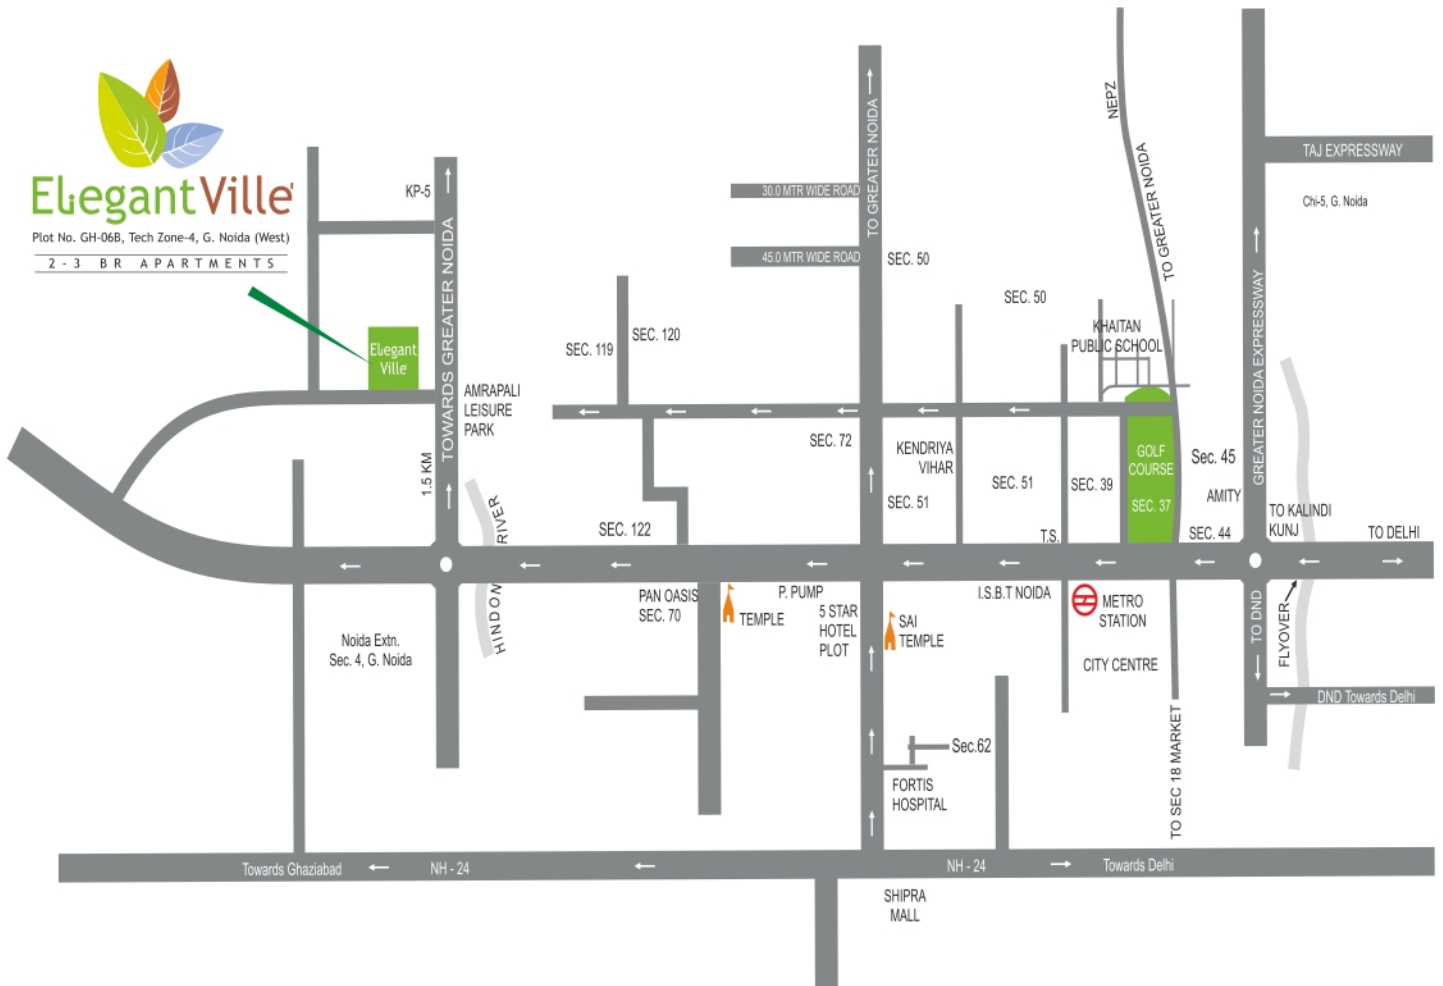 Elegant Ville
Plot No. GH-06B, Tech Zone-4, G. Noida (West)
2-3 BR APARTMENTS
Elegant
Ville
KP-5
TOWARDS GREATER NOIDA
1.5 KM
AMRAPALI
LEISURE
PARK
HINDON RIVER
Noida Extn.
Sec. 4, G. Noida
SEC. 119
SEC. 120
SEC. 122
30.0 MTR WIDE ROAD
45.0 MTR WIDE ROAD
TO GREATER NOIDA
SEC. 50
SEC. 72
KENDRIYA
VIHAR
SEC. 51
SEC. 50
SEC. 51
SEC. 39
T.S.
NEPZ
TO GREATER NOIDA
KHAITAN
PUBLIC SCHOOL
GOLF
COURSE
SEC. 37
Sec. 45
AMITY
SEC. 44
GREATER NOIDA EXPRESSWAY
TAJ EXPRESSWAY
Chi-5, G. Noida
TO KALINDI
KUNJ
TO DELHI
PAN OASIS
SEC. 70
TEMPLE
P. PUMP
5 STAR
HOTEL
PLOT
SAI
TEMPLE
I.S.B.T NOIDA
METRO
STATION
CITY CENTRE
TO DND
FLYOVER
DND Towards Delhi
TO SEC 18 MARKET
Sec.62
FORTIS
HOSPITAL
Towards Ghaziabad
NH - 24
NH - 24
Towards Delhi
SHIPRA
MALL